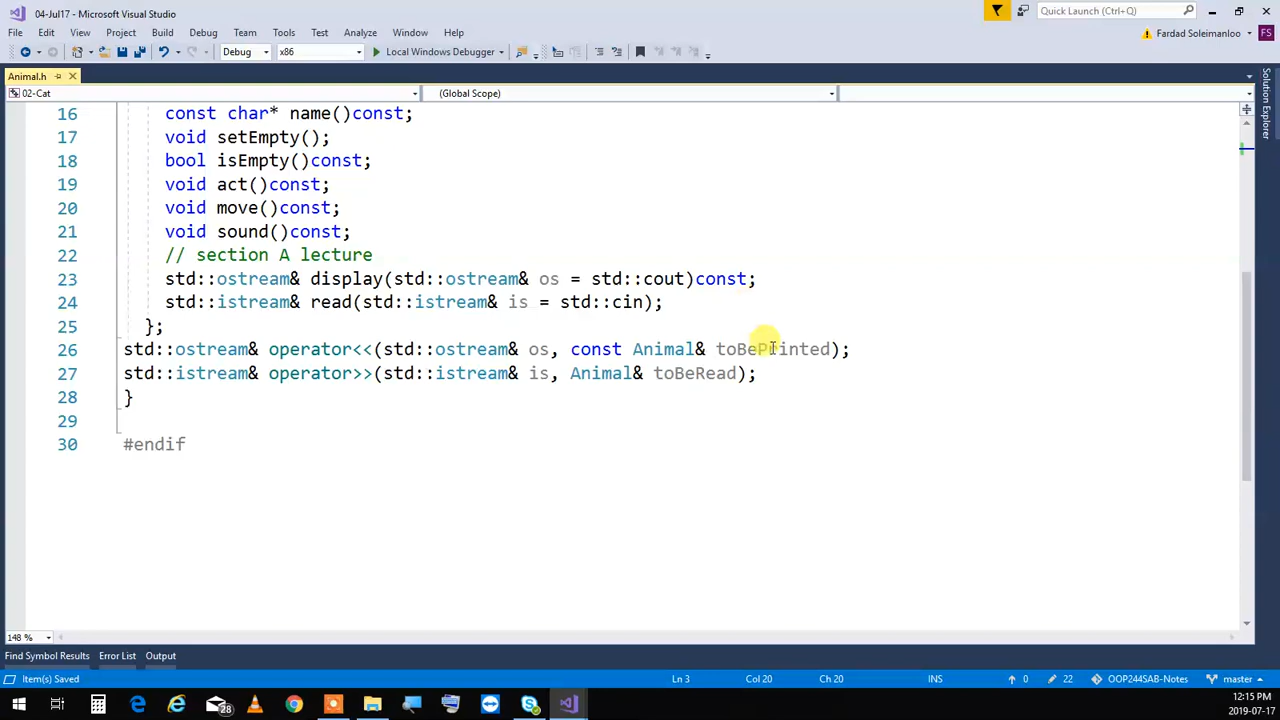 04-Jul17 - Microsoft Visual Studio
Quick Launch (Ctrl+Q)
File Edit View Project Build Debug Team Tools Test Analyze Window Help
Fardad Soleimanloo FS
Debug x86 Local Windows Debugger
Animal.h
02-Cat (Global Scope)
16 const char* name()const;
17 void setEmpty();
18 bool isEmpty()const;
19 void act()const;
20 void move()const;
21 void sound()const;
22 // section A lecture
23 std::ostream& display(std::ostream& os = std::cout)const;
24 std::istream& read(std::istream& is = std::cin);
25 };
26 std::ostream& operator<<(std::ostream& os, const Animal& toBePrinted);
27 std::istream& operator>>(std::istream& is, Animal& toBeRead);
28 }
29
30 #endif
Solution Explorer
148 %
Find Symbol Results Error List Output
Item(s) Saved Ln 3 Col 20 Ch 20 INS 0 22 OOP244SAB-Notes master
28
12:15 PM
2019-07-17